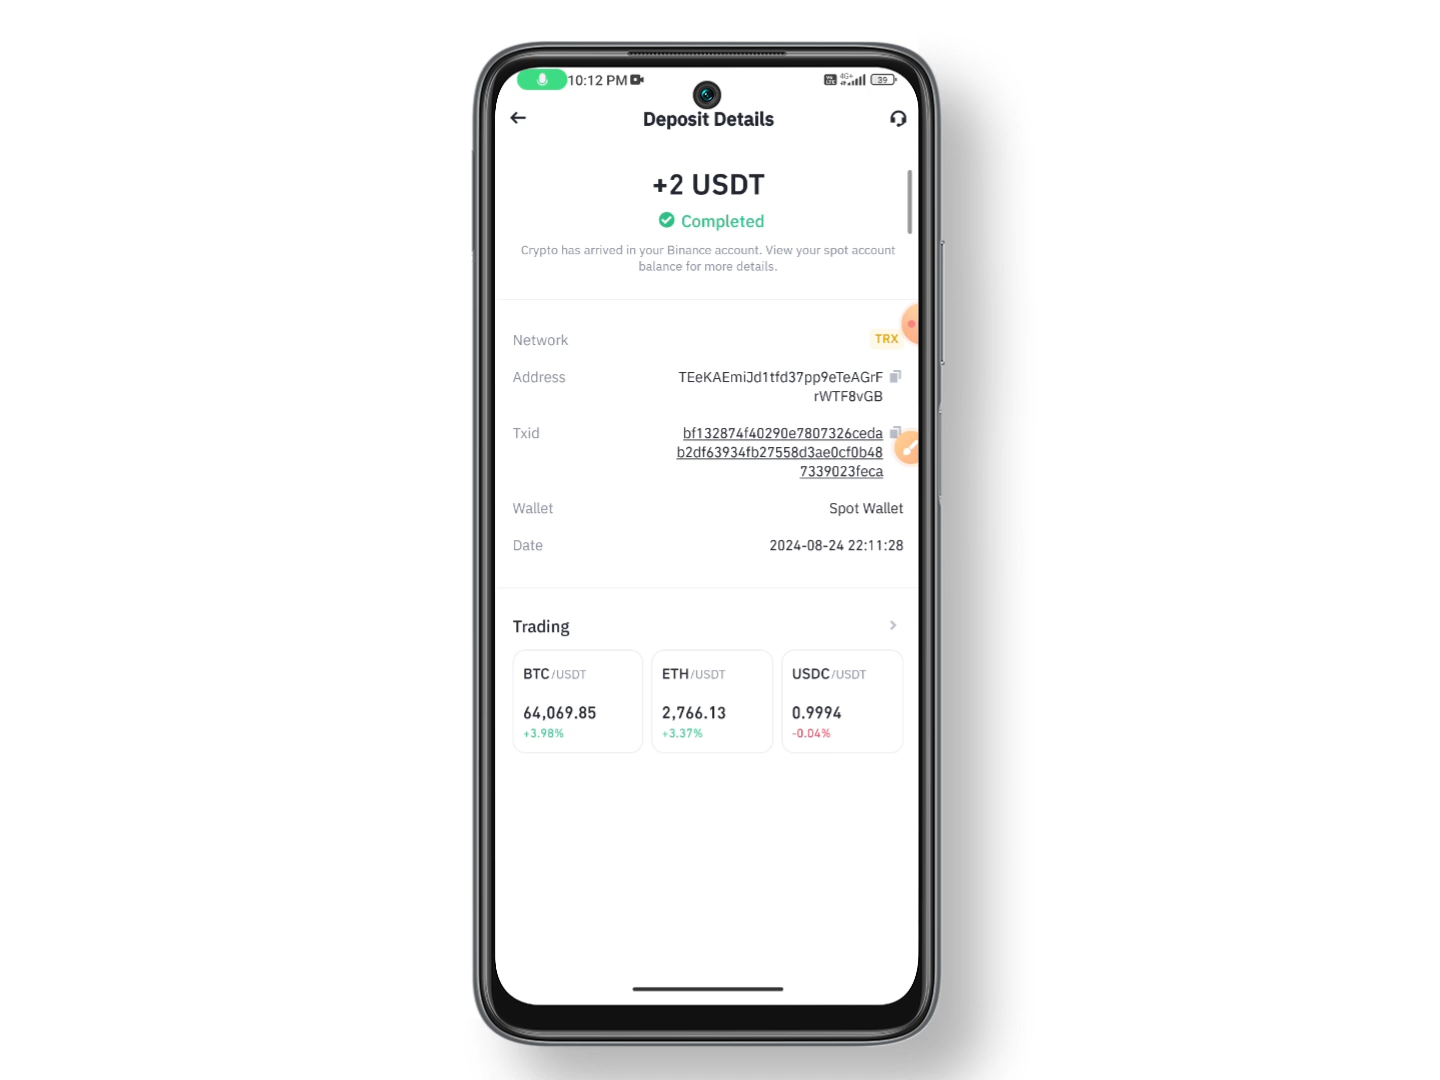 10:12 PM
4G+
39
Deposit Details
+2 USDT
Completed
Crypto has arrived in your Binance account. View your spot account
balance for more details.
Network
TRX
Address
TEeKAEmiJd1tfd37pp9eTeAGrF
rWTF8vGB
Txid
bf132874f40290e7807326ceda
b2df63934fb27558d3ae0cf0b48
7339023feca
Wallet
Spot Wallet
Date
2024-08-24 22:11:28
Trading
BTC/USDT
64,069.85
+3.98%
ETH/USDT
2,766.13
+3.37%
USDC/USDT
0.9994
-0.04%